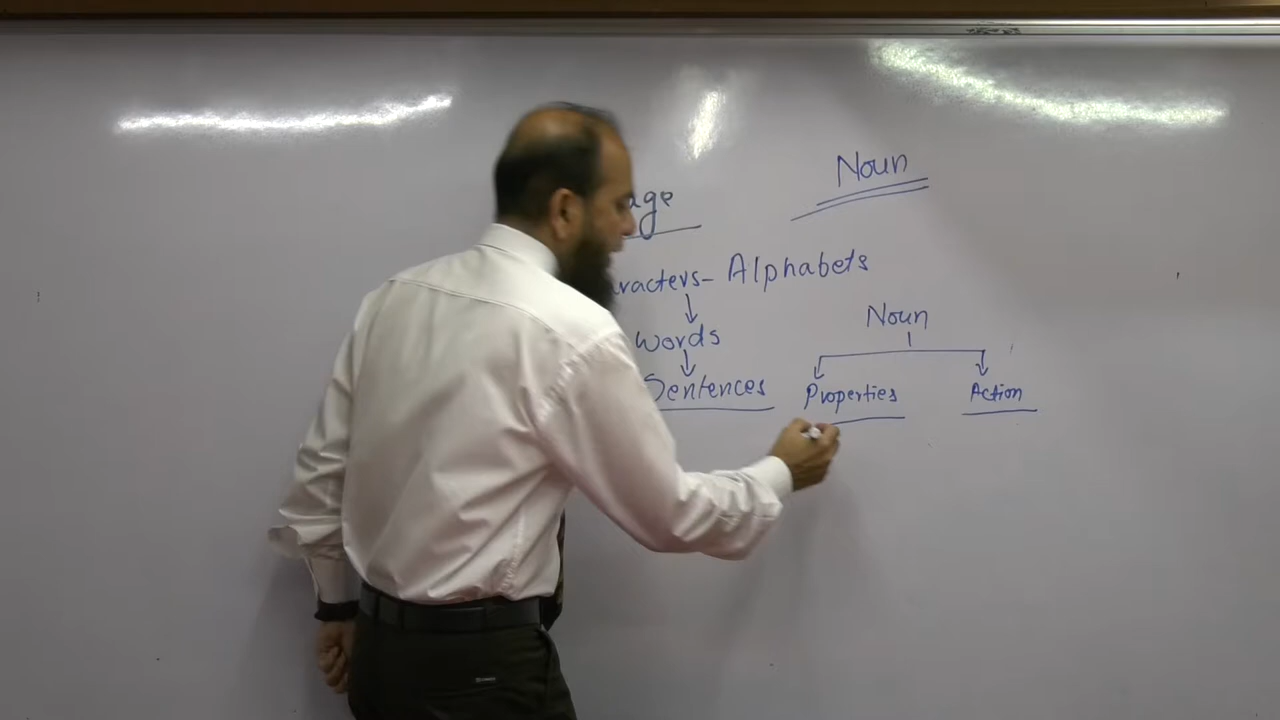 Noun
age
racters- Alphabets
Words
Sentences
Noun
Properties
Action